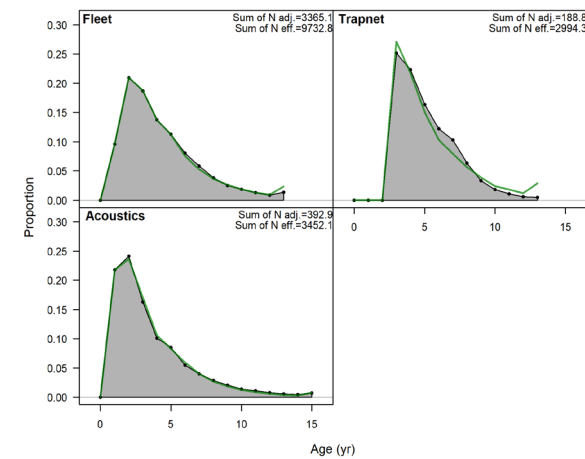 Fleet
Sum of N adj.=3365.1
Sum of N eff.=9732.8
Trapnet
Sum of N adj.=188.8
Sum of N eff.=2994.3
0.30
0.25
0.20
0.15
0.10
0.05
0.00
Acoustics
Sum of N adj.=392.9
Sum of N eff.=3452.1
0 5 10 15
0.30
0.25
0.20
0.15
0.10
0.05
0.00
Proportion
0 5 10 15
Age (yr)